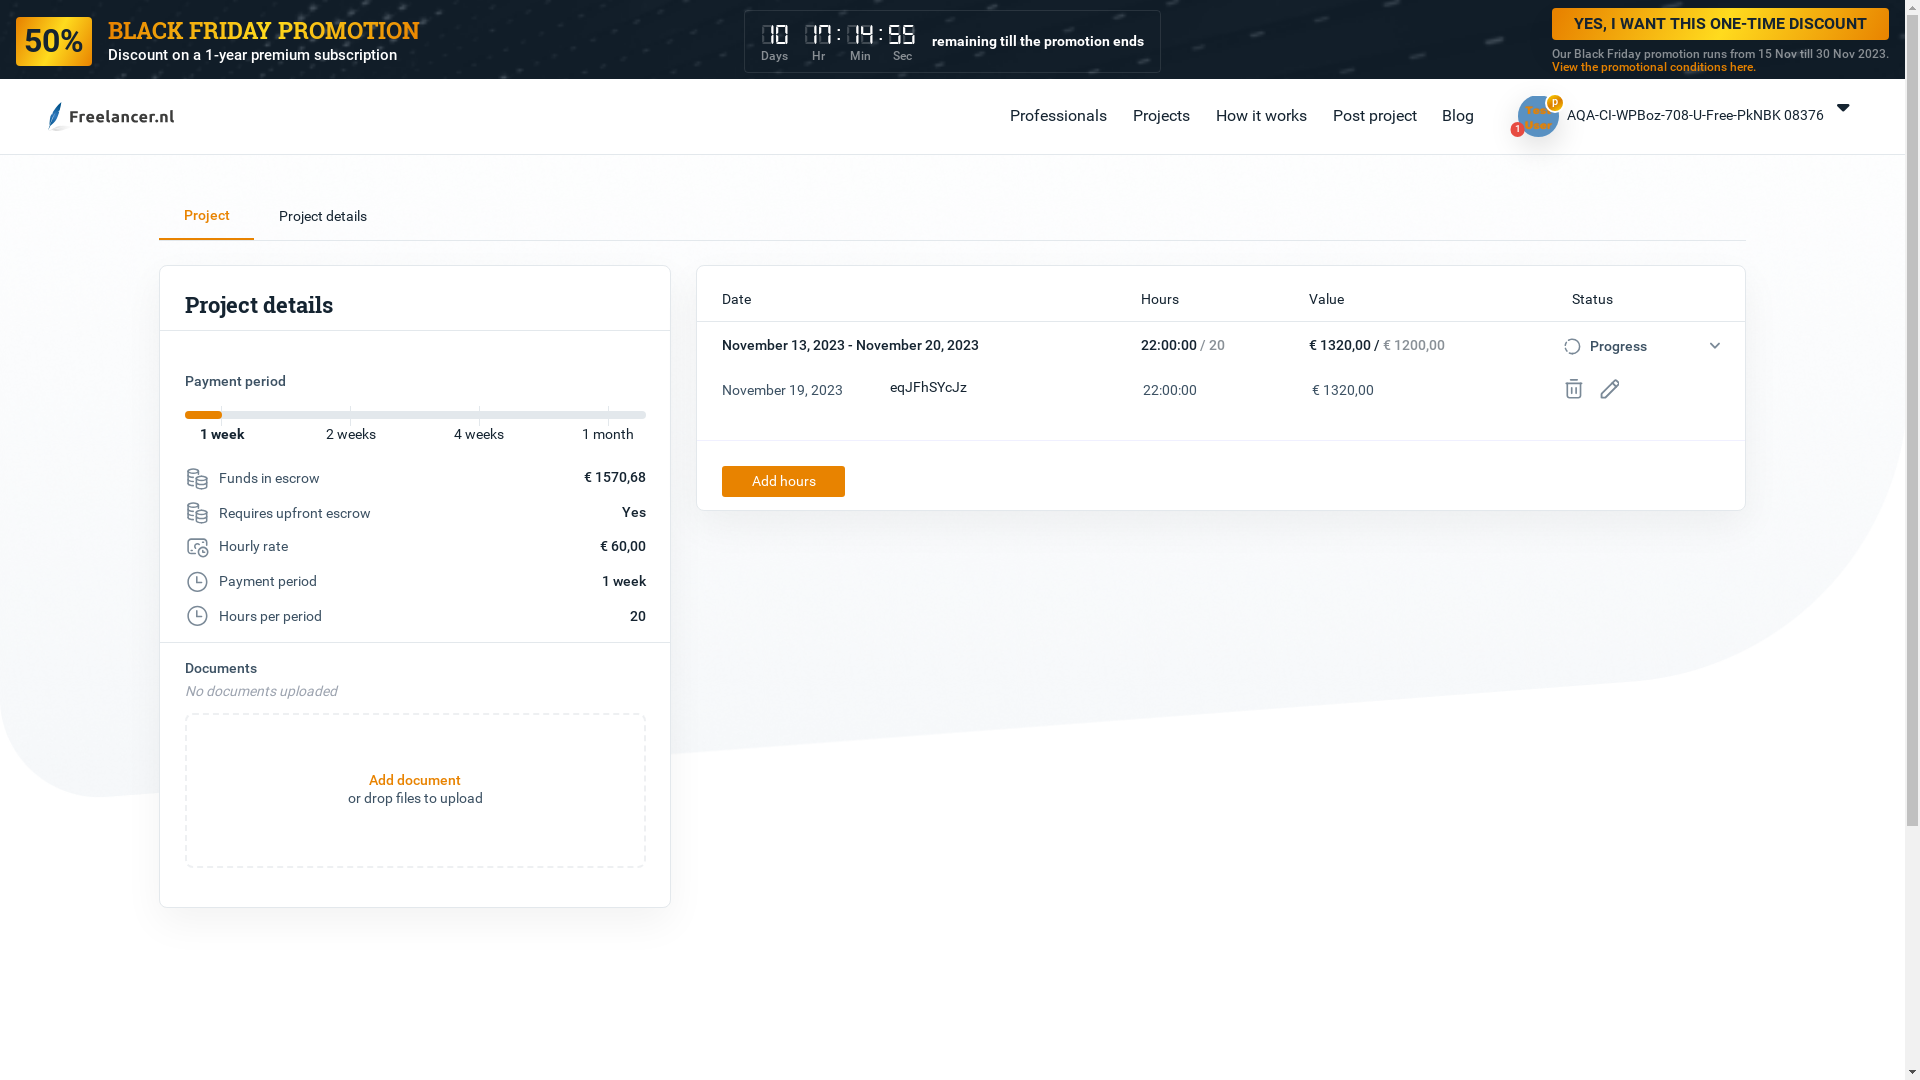 50%
BLACK FRIDAY PROMOTION
Discount on a 1-year premium subscription
10 17 : 14 : 55
Days Hr Min Sec
remaining till the promotion ends
YES, I WANT THIS ONE-TIME DISCOUNT
Our Black Friday promotion runs from 15 Nov till 30 Nov 2023.
View the promotional conditions here.
Freelancer.nl
Professionals Projects How it works Post project Blog
Test
User
P
1
AQA-CI-WPBoz-708-U-Free-PkNBK 08376
Project Project details
Project details
Payment period
1 week 2 weeks 4 weeks 1 month
Funds in escrow € 1570,68
Requires upfront escrow Yes
Hourly rate € 60,00
Payment period 1 week
Hours per period 20
Documents
No documents uploaded
Add document
or drop files to upload
Date Hours Value Status
November 13, 2023 - November 20, 2023 22:00:00 / 20 € 1320,00 / € 1200,00 Progress
November 19, 2023 eqJFhSYcJz 22:00:00 € 1320,00
Add hours